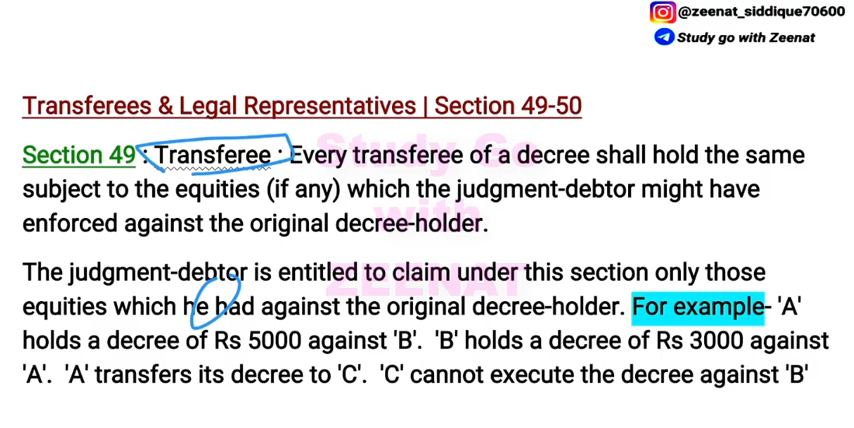 @zeenat_siddique70600
Study go with Zeenat
Transferees & Legal Representatives | Section 49-50
Section 49 : Transferee : Every transferee of a decree shall hold the same
subject to the equities (if any) which the judgment-debtor might have
enforced against the original decree-holder.
The judgment-debtor is entitled to claim under this section only those
equities which he had against the original decree-holder. For example- 'A'
holds a decree of Rs 5000 against 'B'. 'B' holds a decree of Rs 3000 against
'A'. 'A' transfers its decree to 'C'. 'C' cannot execute the decree against 'B'
Study Go
with
ZEENAT